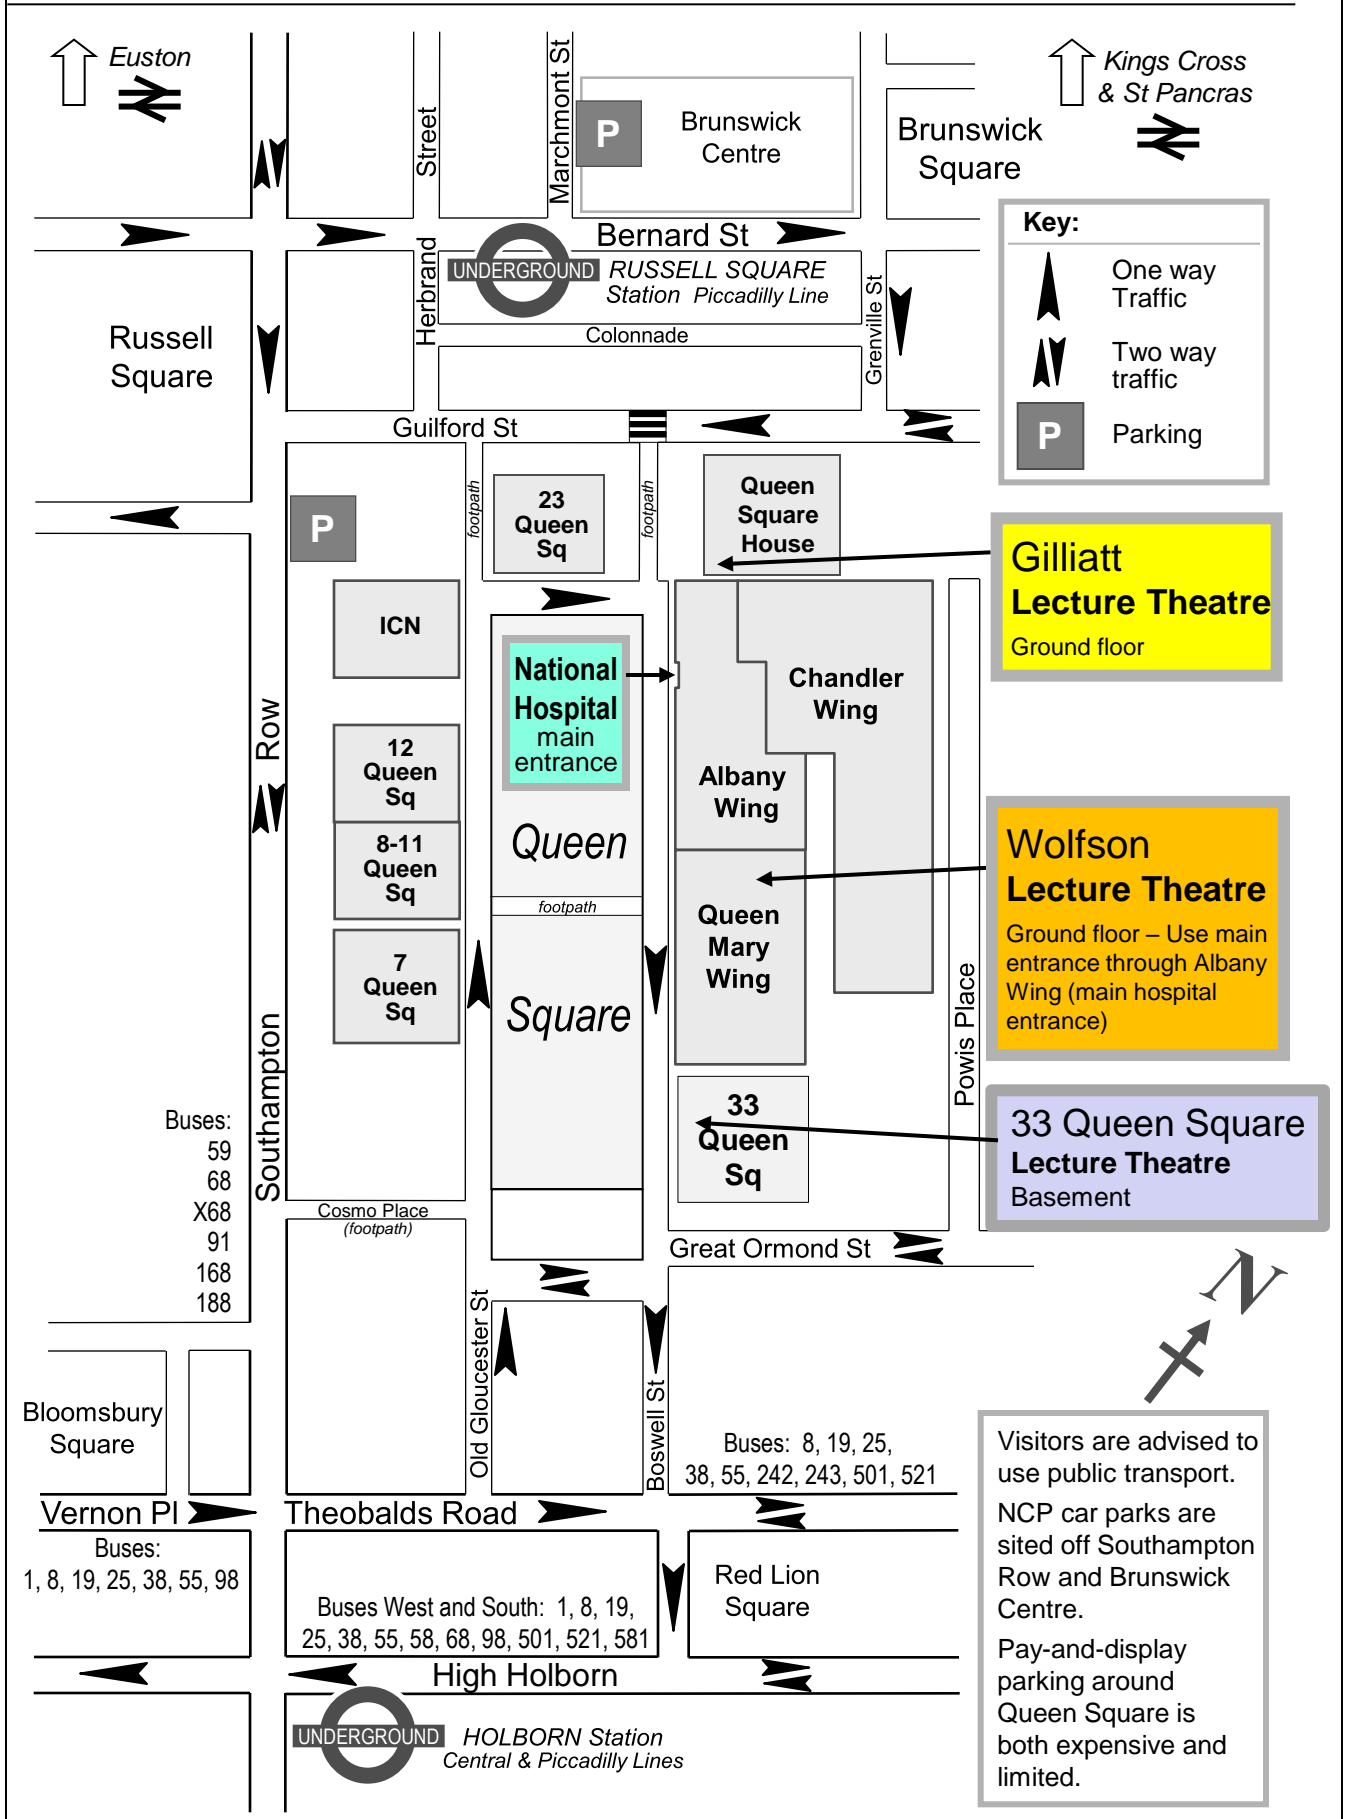 Euston
Kings Cross
& St Pancras
Street
Marchmont St
P
Brunswick
Centre
Brunswick
Square
Key:
One way
Traffic
Two way
traffic
P
Parking
Bernard St
Herbrand
UNDERGROUND
RUSSELL SQUARE
Station Piccadilly Line
Colonnade
Grenville St
Russell
Square
Guilford St
P
footpath
23
Queen
Sq
footpath
Queen
Square
House
Gilliatt
Lecture Theatre
Ground floor
ICN
National
Hospital
main
entrance
Chandler
Wing
Row
12
Queen
Sq
Albany
Wing
8-11
Queen
Sq
Queen
footpath
Square
Wolfson
Lecture Theatre
Ground floor – Use main
entrance through Albany
Wing (main hospital
entrance)
Queen
Mary
Wing
7
Queen
Sq
Southampton
Powis Place
Buses:
59
68
X68
91
168
188
33
Queen
Sq
33 Queen Square
Lecture Theatre
Basement
Cosmo Place
(footpath)
Great Ormond St
N
Old Gloucester St
Boswell St
Bloomsbury
Square
Buses: 8, 19, 25,
38, 55, 242, 243, 501, 521
Visitors are advised to
use public transport.
NCP car parks are
sited off Southampton
Row and Brunswick
Centre.
Pay-and-display
parking around
Queen Square is
both expensive and
limited.
Vernon Pl
Theobalds Road
Buses:
1, 8, 19, 25, 38, 55, 98
Buses West and South: 1, 8, 19,
25, 38, 55, 58, 68, 98, 501, 521, 581
Red Lion
Square
High Holborn
UNDERGROUND
HOLBORN Station
Central & Piccadilly Lines